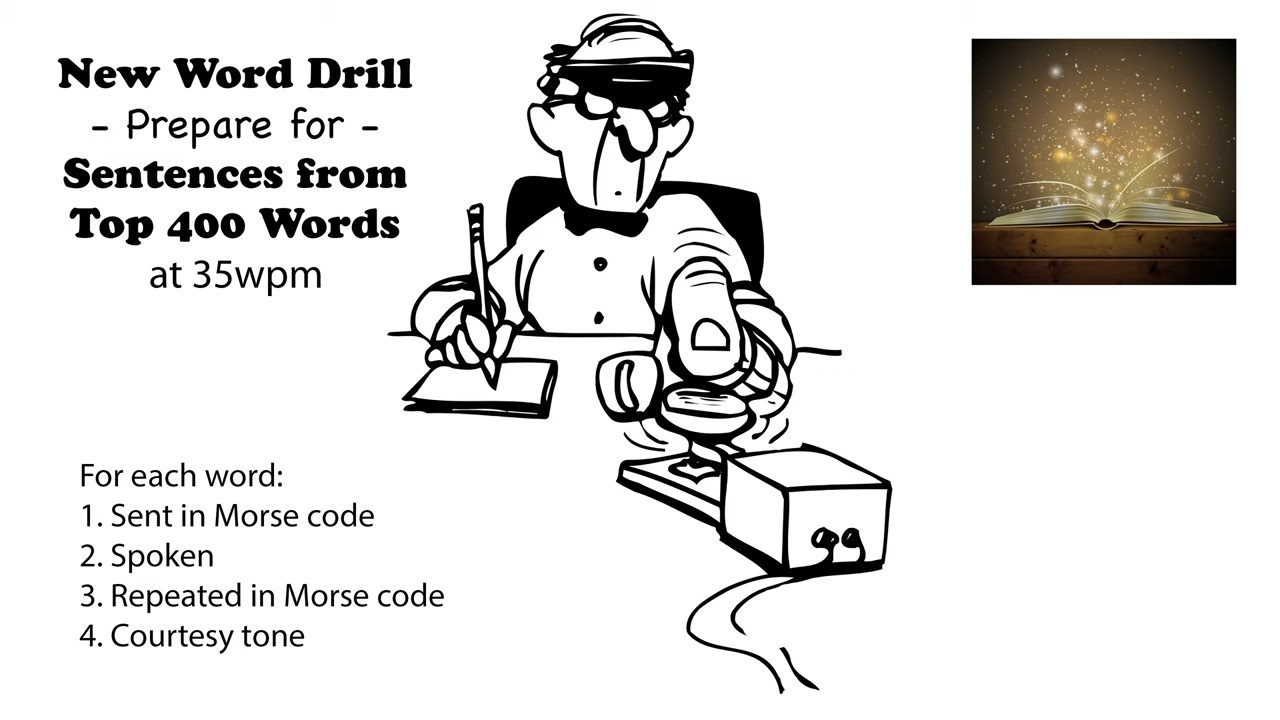 New Word Drill
- Prepare for -
Sentences from
Top 400 Words
at 35wpm
For each word:
1. Sent in Morse code
2. Spoken
3. Repeated in Morse code
4. Courtesy tone